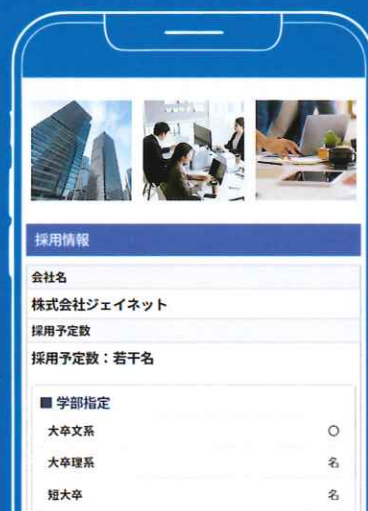 採用情報
会社名
株式会社ジェイネット
採用予定数
採用予定数：若干名
■ 学部指定
大卒文系 〇
大卒理系 名
短大卒 名